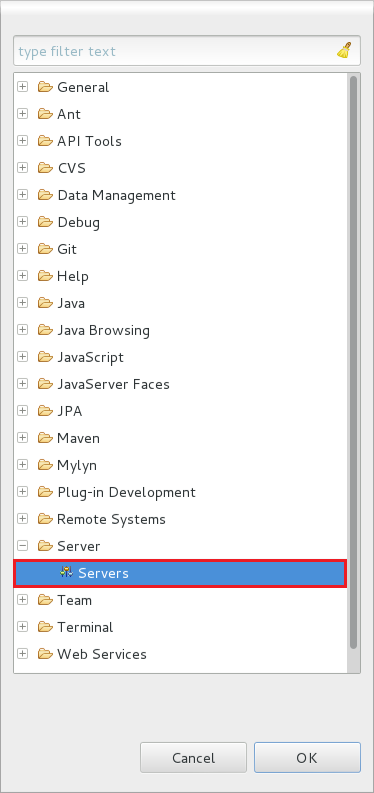 type filter text
General
Ant
API Tools
CVS
Data Management
Debug
Git
Help
Java
Java Browsing
JavaScript
JavaServer Faces
JPA
Maven
Mylyn
Plug-in Development
Remote Systems
Server
Servers
Team
Terminal
Web Services
Cancel
OK